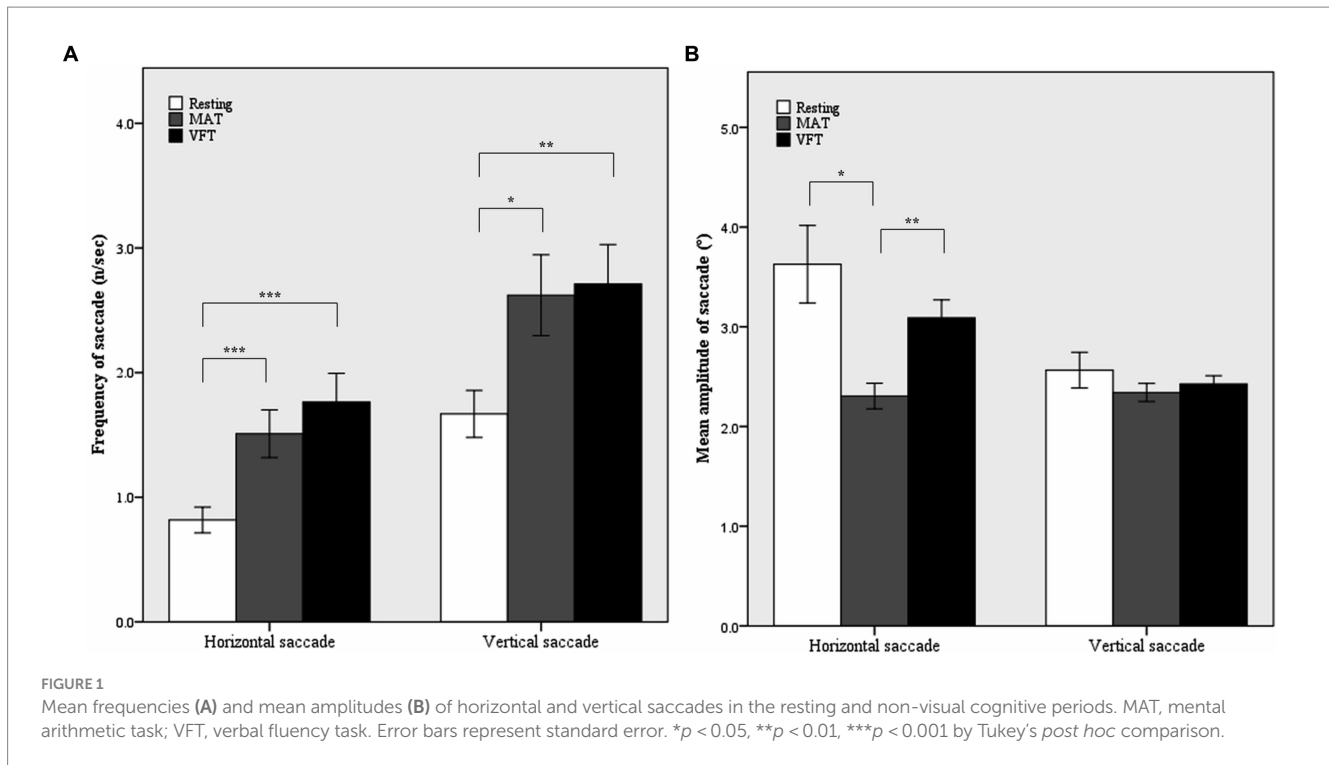 A
Resting
MAT
VFT
4.0
3.0
2.0
1.0
0.0
Frequency of saccade (n/sec)
***
***
*
**
Horizontal saccade
Vertical saccade
B
Resting
MAT
VFT
5.0
4.0
3.0
2.0
1.0
0.0
Mean amplitude of saccade (°)
*
**
Horizontal saccade
Vertical saccade
FIGURE 1
Mean frequencies (A) and mean amplitudes (B) of horizontal and vertical saccades in the resting and non-visual cognitive periods. MAT, mental
arithmetic task; VFT, verbal fluency task. Error bars represent standard error. *p < 0.05, **p < 0.01, ***p < 0.001 by Tukey's post hoc comparison.